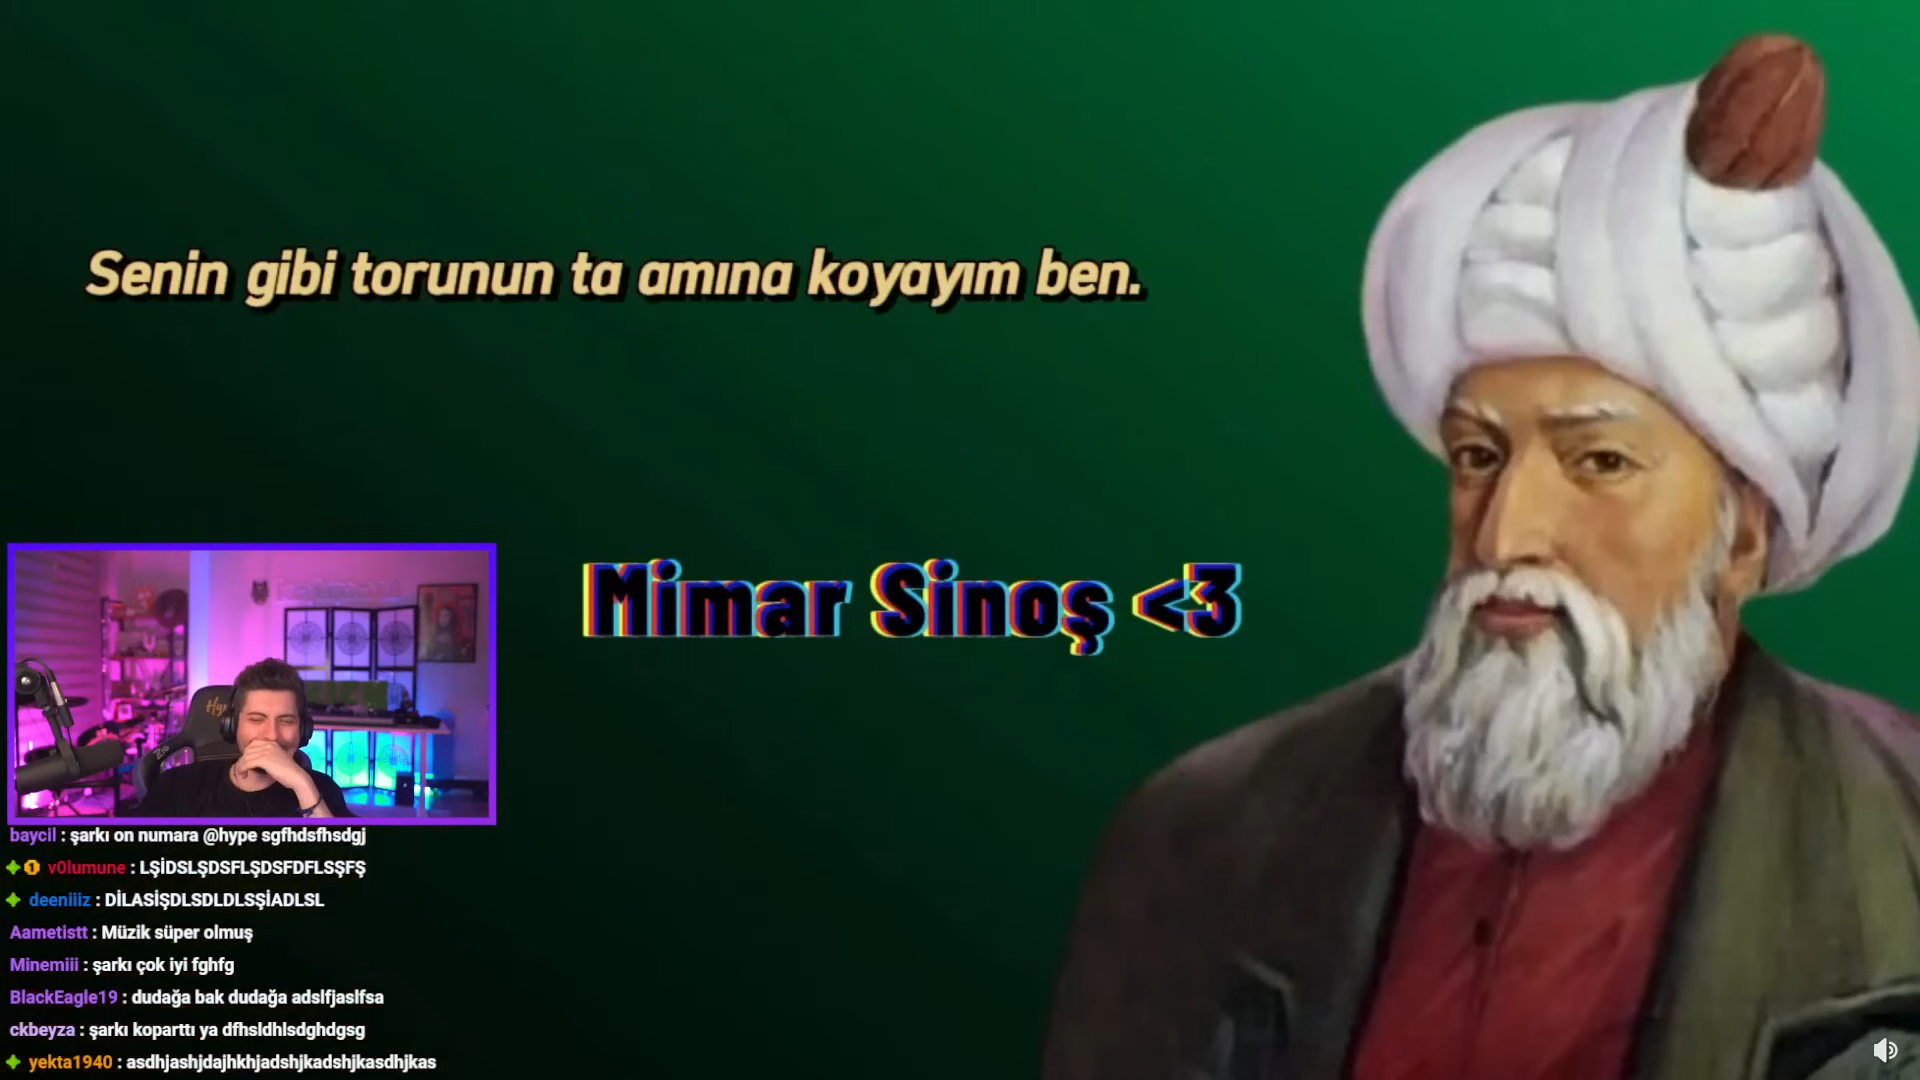 Senin gibi torunun ta amına koyayım ben.
Mimar Sinoş <3
baycil : şarkı on numara @hype sgfhdsfhsdgj
1 v0lumune : LŞİDSLŞDSFLŞDSFDFLSŞFŞ
deeniiiz : DİLASİŞDLSDLDLSŞİADLSL
Aametistt : Müzik süper olmuş
Minemiii : şarkı çok iyi fghfg
BlackEagle19 : dudağa bak dudağa adslfjaslfsa
ckbeyza : şarkı koparttı ya dfhsldhlsdghdgsg
yekta1940 : asdhjashjdajhkhjadshjkadshjkasdhjkas